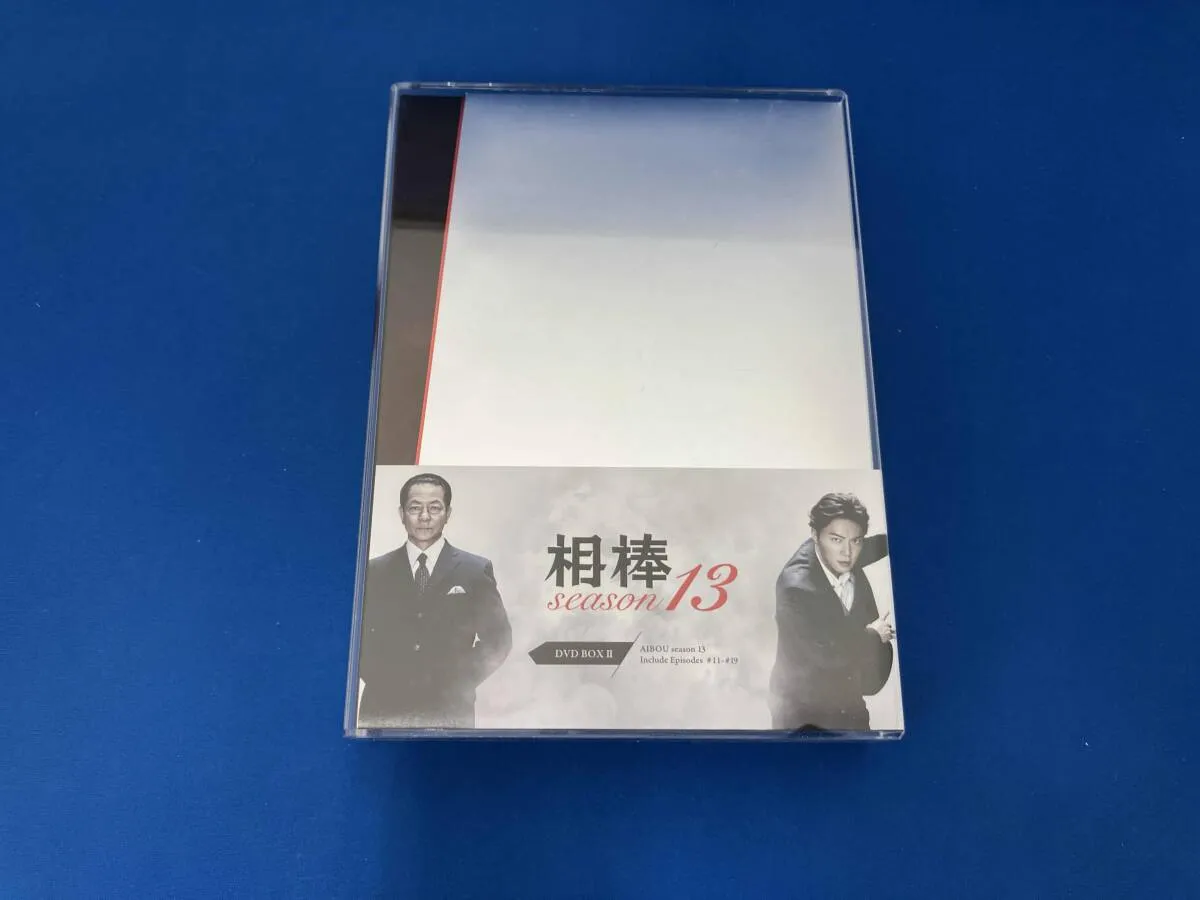 相棒
season 13
DVD BOX II
AIBOU season 13
Include Episodes #11-#19